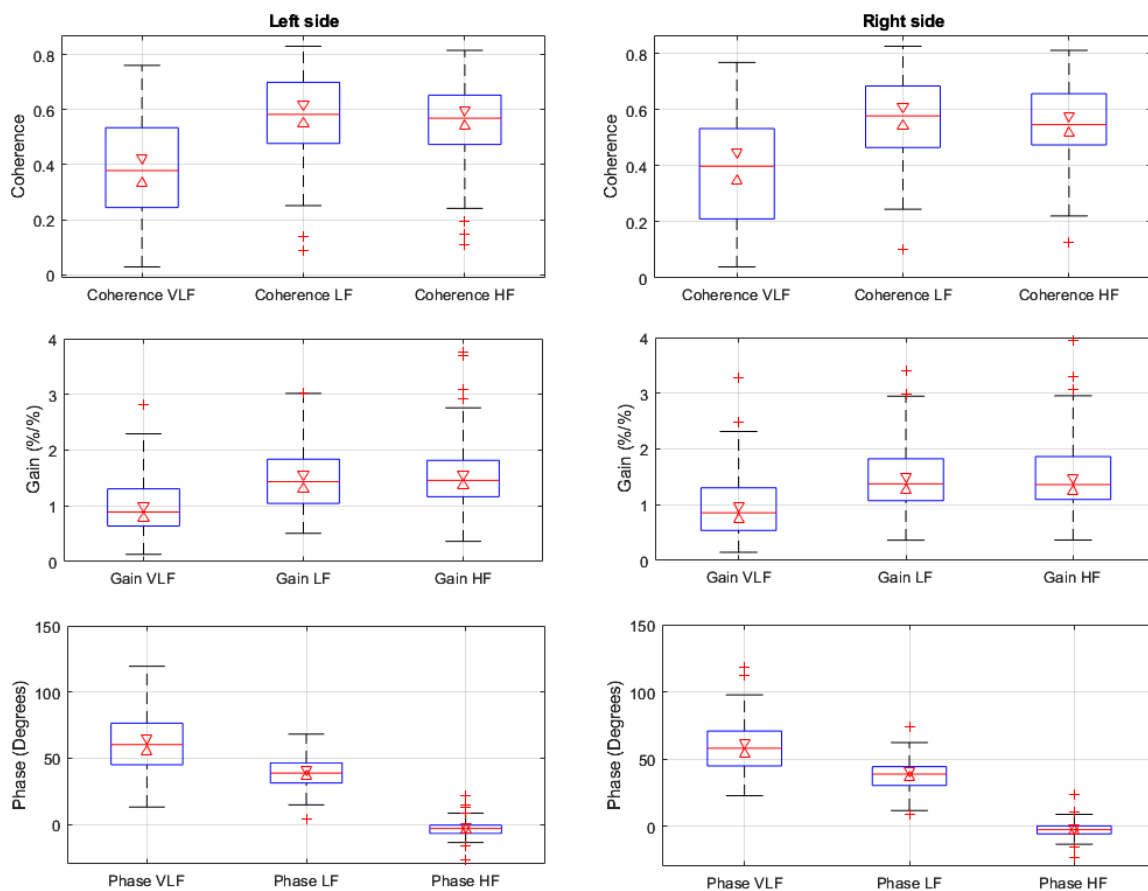 Left side
Coherence
0.8
0.6
0.4
0.2
0
Coherence VLF Coherence LF Coherence HF
Right side
Coherence
0.8
0.6
0.4
0.2
0
Coherence VLF Coherence LF Coherence HF
Gain (%/%)
4
3
2
1
0
Gain VLF Gain LF Gain HF
Gain (%/%)
4
3
2
1
0
Gain VLF Gain LF Gain HF
Phase (Degrees)
150
100
50
0
Phase VLF Phase LF Phase HF
Phase (Degrees)
150
100
50
0
Phase VLF Phase LF Phase HF